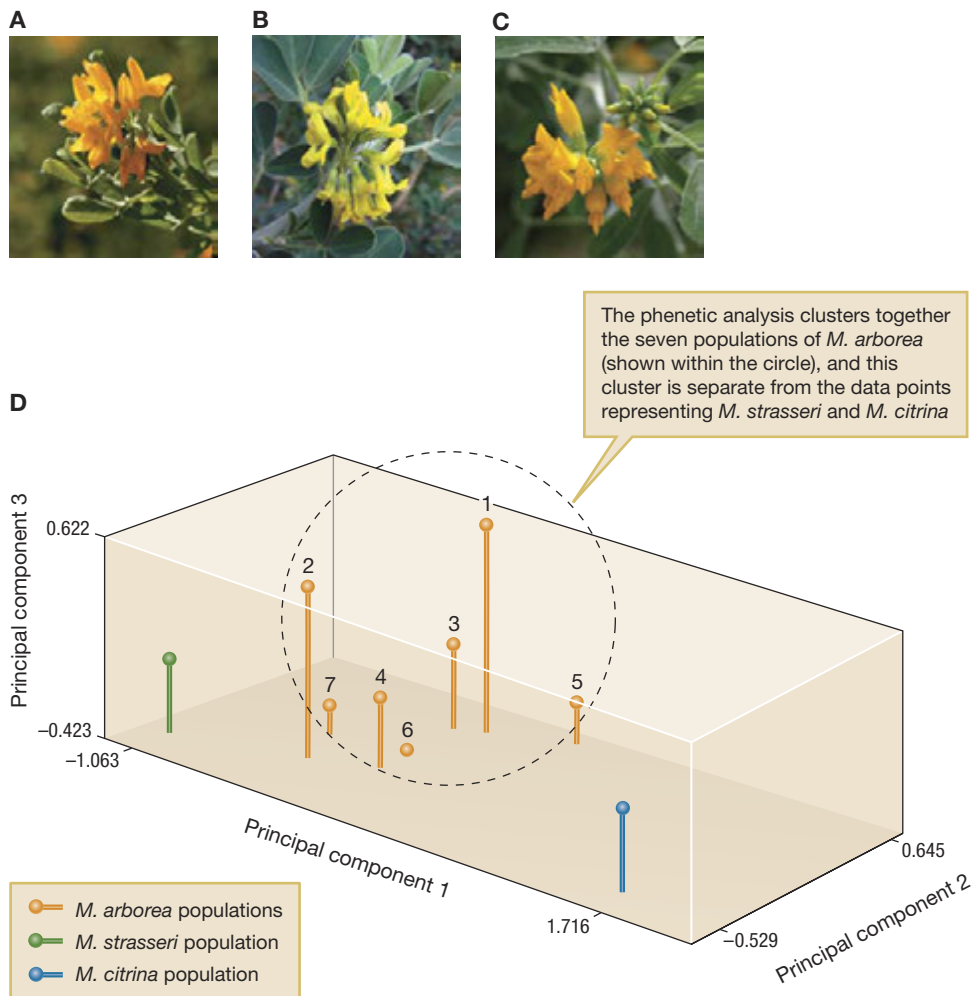 A
B
C
The phenetic analysis clusters together
the seven populations of M. arborea
(shown within the circle), and this
cluster is separate from the data points
representing M. strasseri and M. citrina
D
Principal component 3
0.622
−0.423
−1.063
1
2
3
4
5
6
7
Principal component 1
1.716
−0.529
0.645
Principal component 2
M. arborea populations
M. strasseri population
M. citrina population